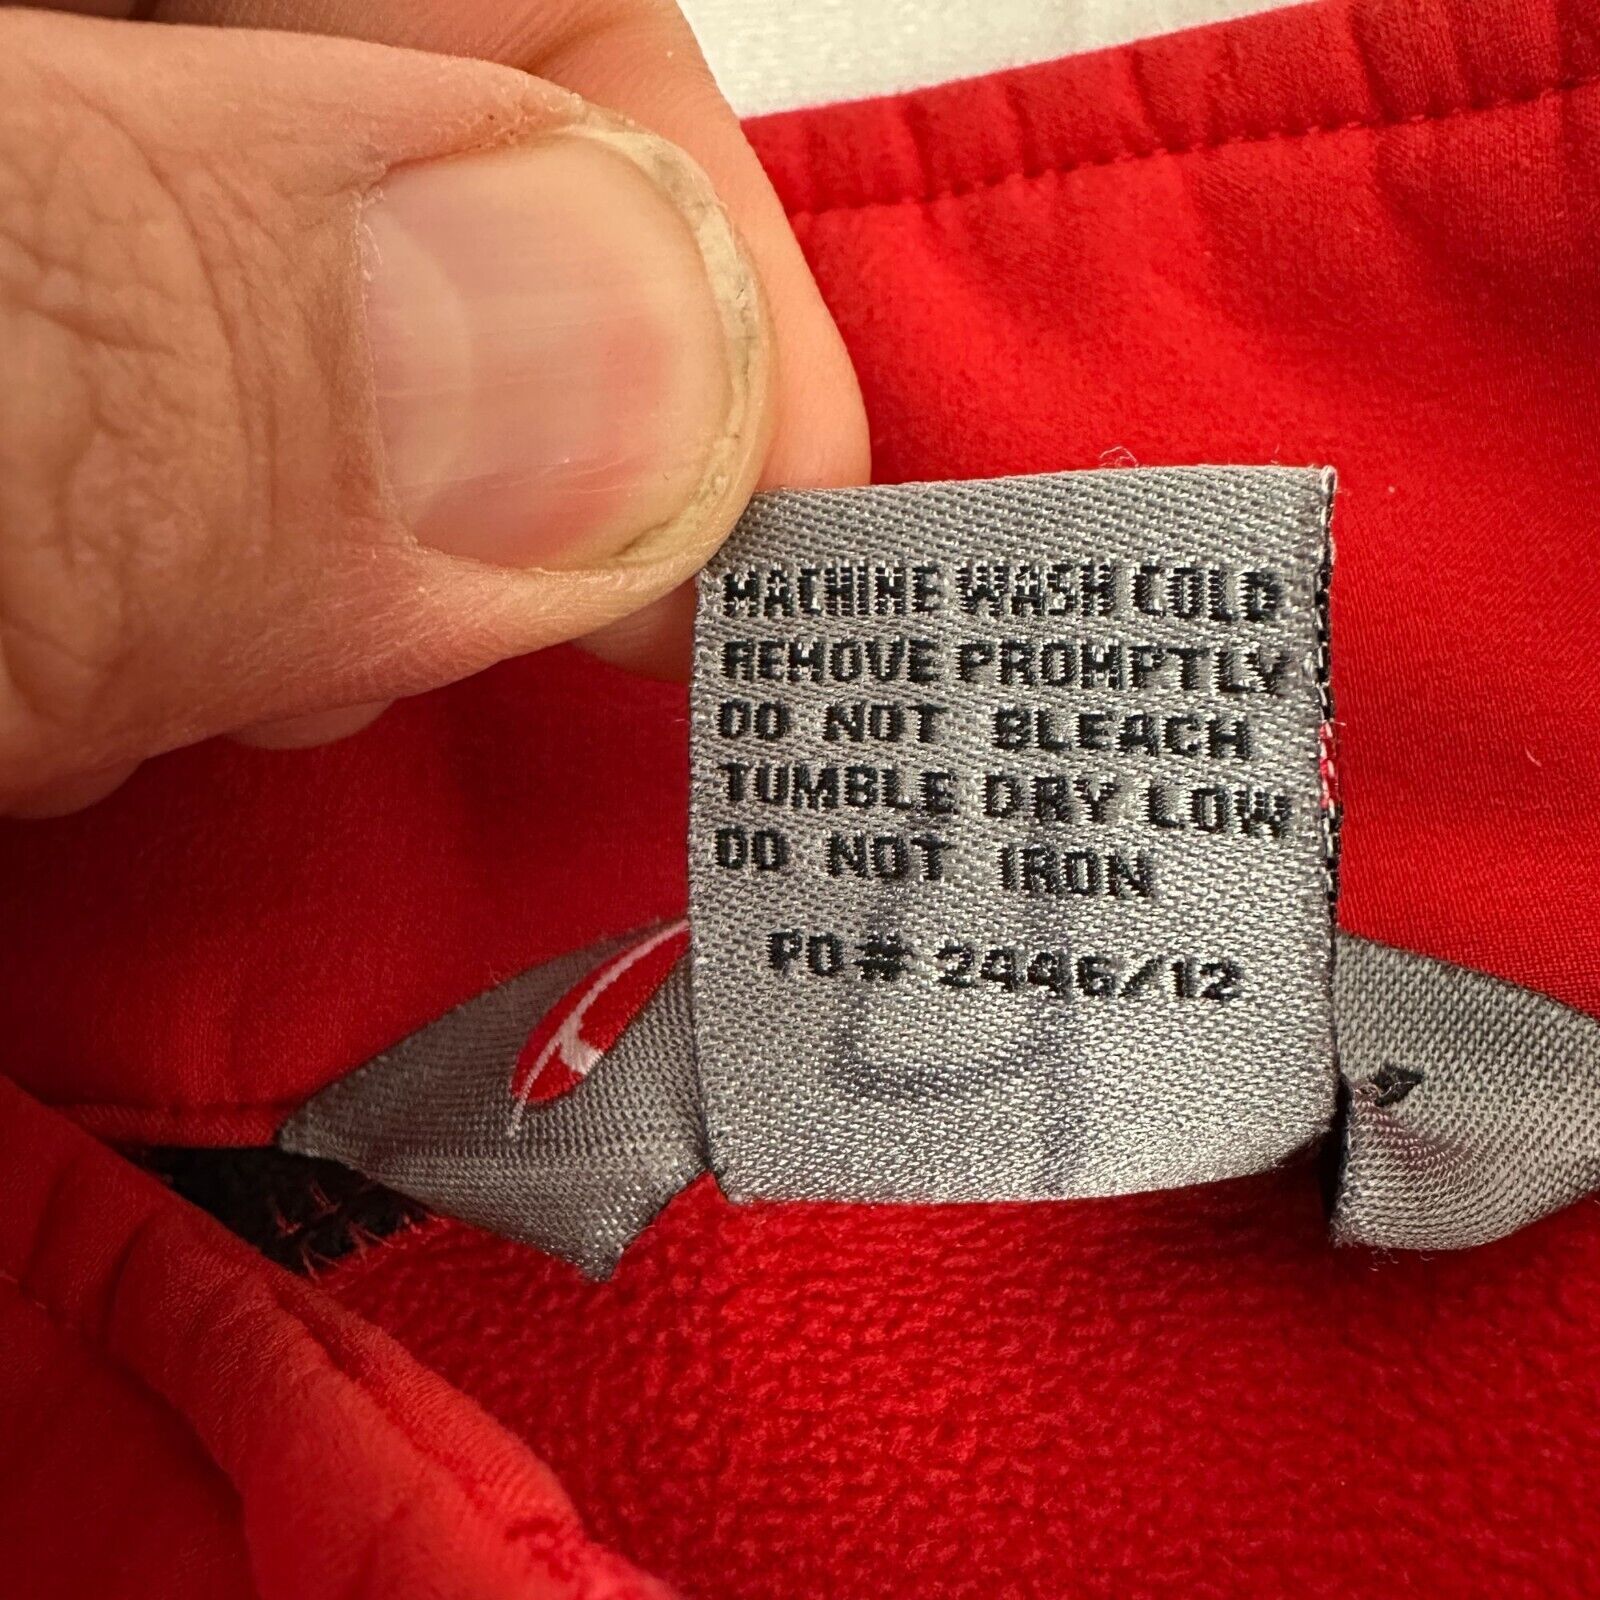 MACHINE WASH COLD
REMOVE PROMPTLY
DO NOT BLEACH
TUMBLE DRY LOW
DO NOT IRON
PO# 2446/12